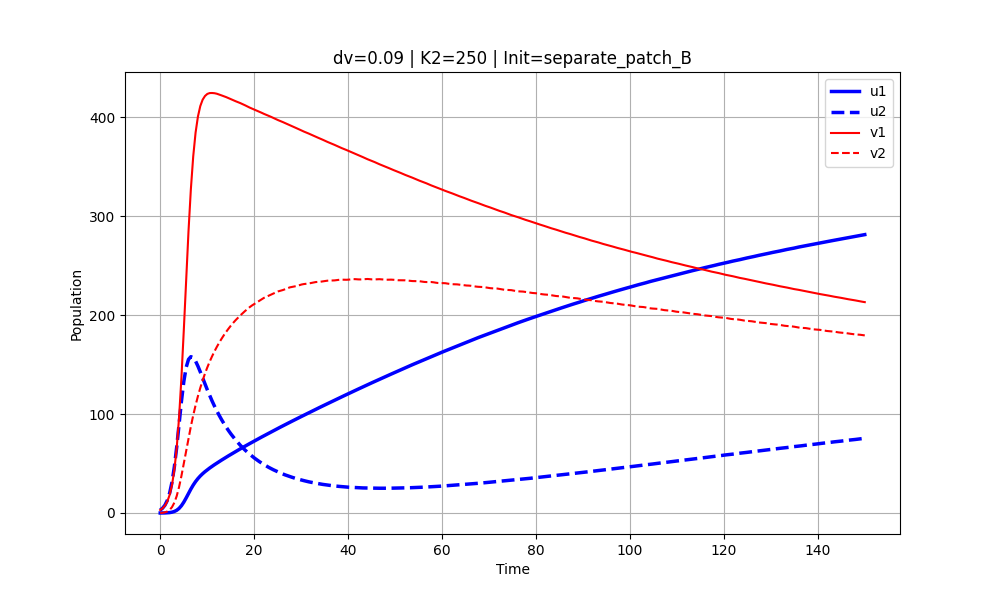 dv=0.09 | K2=250 | Init=separate_patch_B
u1
u2
v1
v2
400
300
200
100
0
Population
0 20 40 60 80 100 120 140
Time